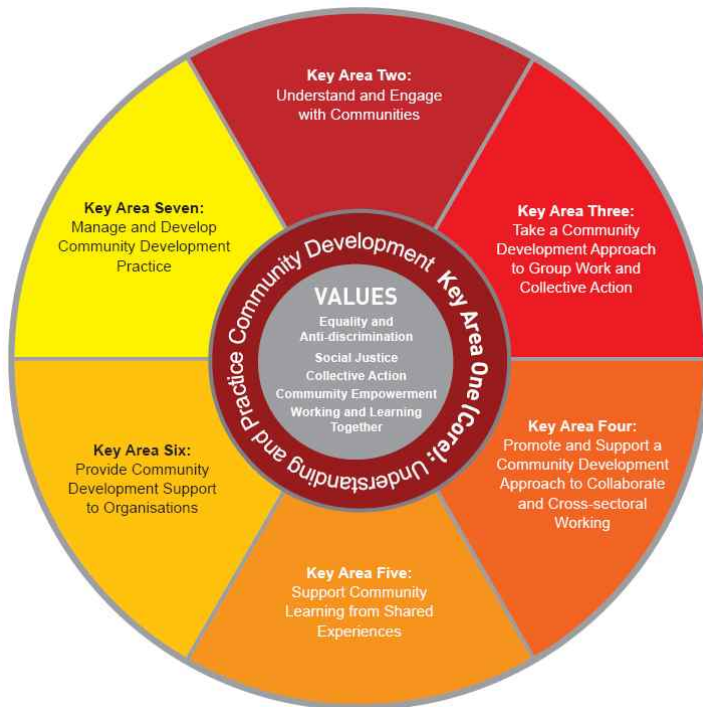 Key Area Two:
Understand and Engage
with Communities
Key Area Three:
Take a Community
Development Approach
to Group Work and
Collective Action
Key Area Four:
Promote and Support a
Community Development
Approach to Collaborate
and Cross-sectoral
Working
Key Area Five:
Support Community
Learning from Shared
Experiences
Key Area Six:
Provide Community
Development Support
to Organisations
Key Area Seven:
Manage and Develop
Community Development
Practice
Key Area One (Core): Understanding and Practice Community Development
VALUES
Equality and
Anti-discrimination
Social Justice
Collective Action
Community Empowerment
Working and Learning
Together